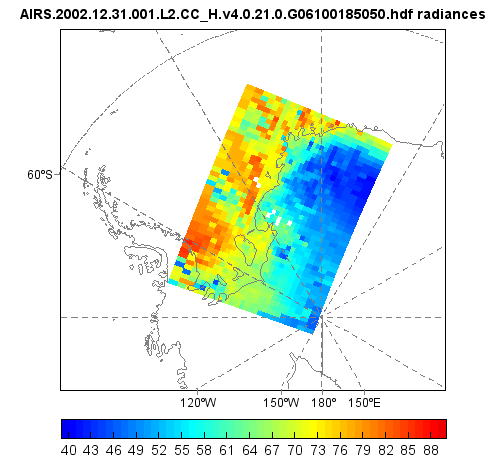 AIRS.2002.12.31.001.L2.CC_H.v4.0.21.0.G06100185050.hdf radiances
60°S
120°W 150°W 180° 150°E
40 43 46 49 52 55 58 61 64 67 70 73 76 79 82 85 88